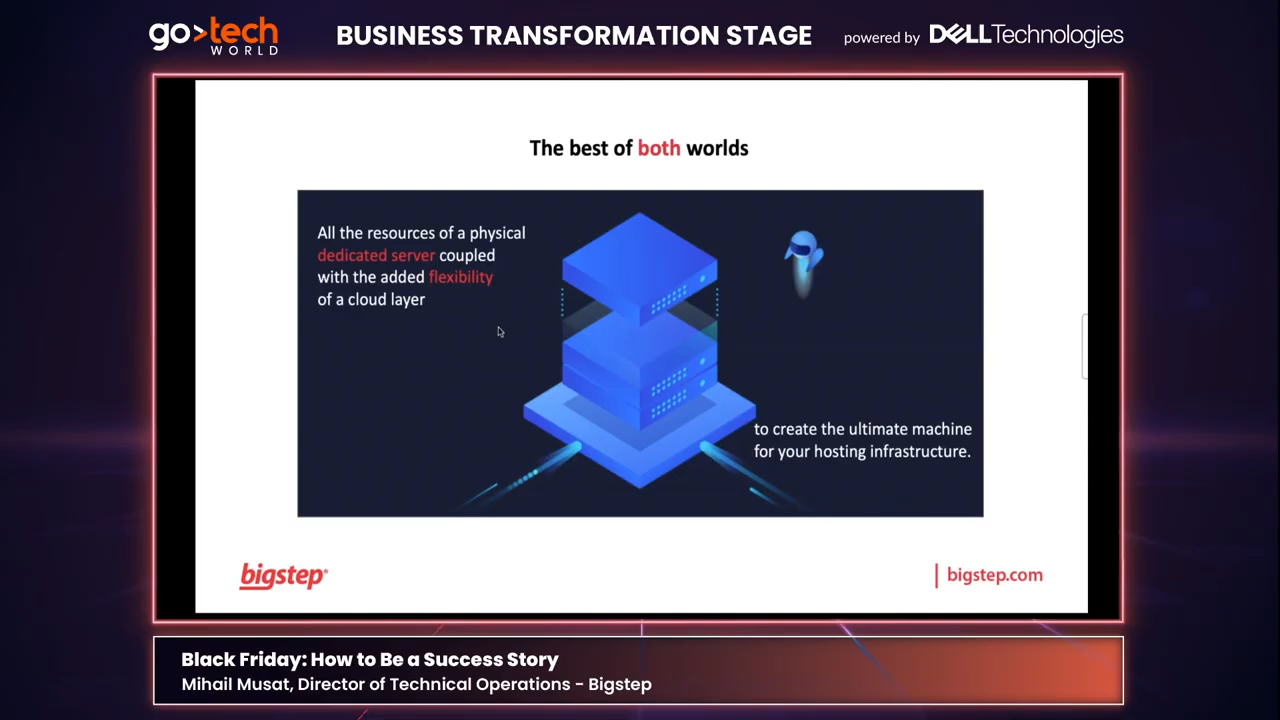 go>tech
WORLD
BUSINESS TRANSFORMATION STAGE
powered by DELLTechnologies
The best of both worlds
All the resources of a physical
dedicated server coupled
with the added flexibility
of a cloud layer
to create the ultimate machine
for your hosting infrastructure.
bigstep®
bigstep.com
Black Friday: How to Be a Success Story
Mihail Musat, Director of Technical Operations - Bigstep